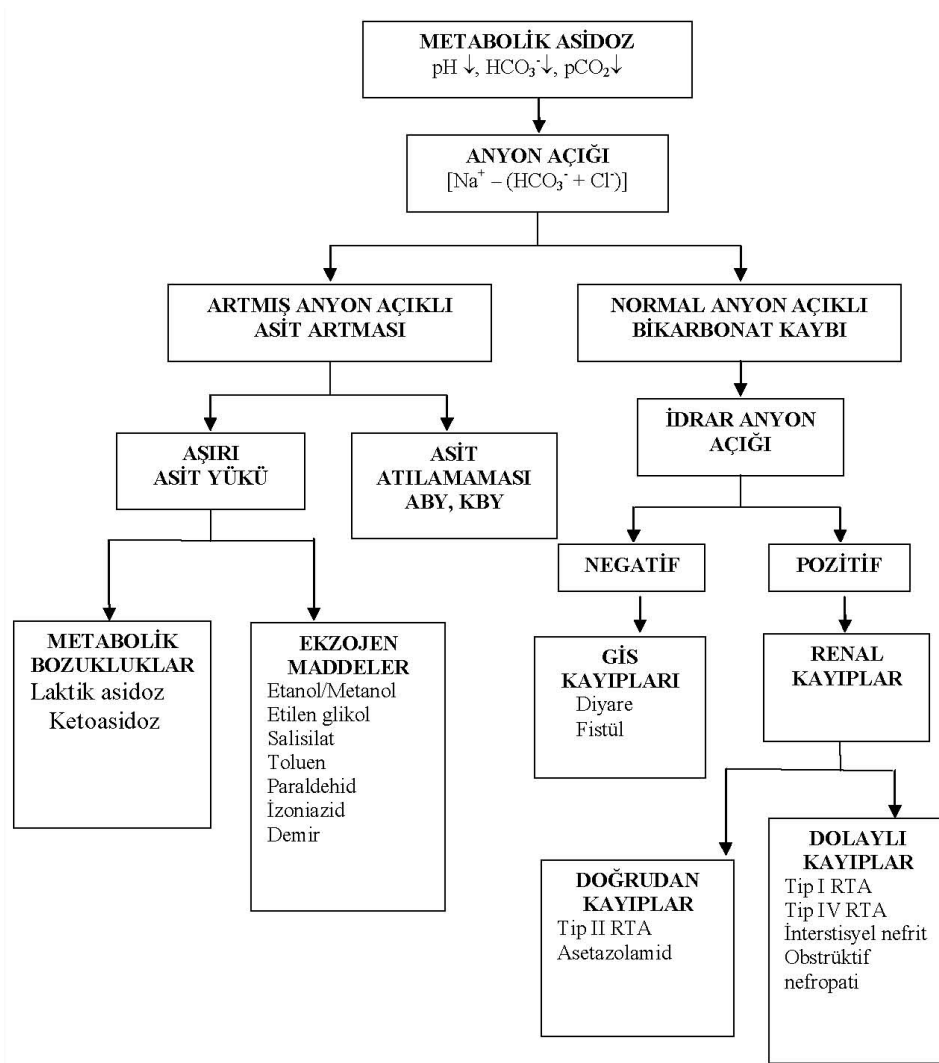 METABOLİK ASİDOZ
pH ↓, HCO₃⁻↓, pCO₂↓
ANYON AÇIĞI
[Na⁺ – (HCO₃⁻ + Cl⁻)]
ARTMIŞ ANYON AÇIKLI
ASİT ARTMASI
NORMAL ANYON AÇIKLI
BİKARBONAT KAYBI
AŞIRI
ASİT YÜKÜ
ASİT
ATILAMAMASI
ABY, KBY
İDRAR ANYON
AÇIĞI
NEGATİF
POZİTİF
METABOLİK
BOZUKLUKLAR
Laktik asidoz
Ketoasidoz
EKZOJEN
MADDELER
Etanol/Metanol
Etilen glikol
Salisilat
Toluen
Paraldehid
İzoniazid
Demir
GİS
KAYIPLARI
Diyare
Fistül
RENAL
KAYIPLAR
DOĞRUDAN
KAYIPLAR
Tip II RTA
Asetazolamid
DOLAYLI
KAYIPLAR
Tip I RTA
Tip IV RTA
İnterstisyel nefrit
Obstrüktif
nefropati